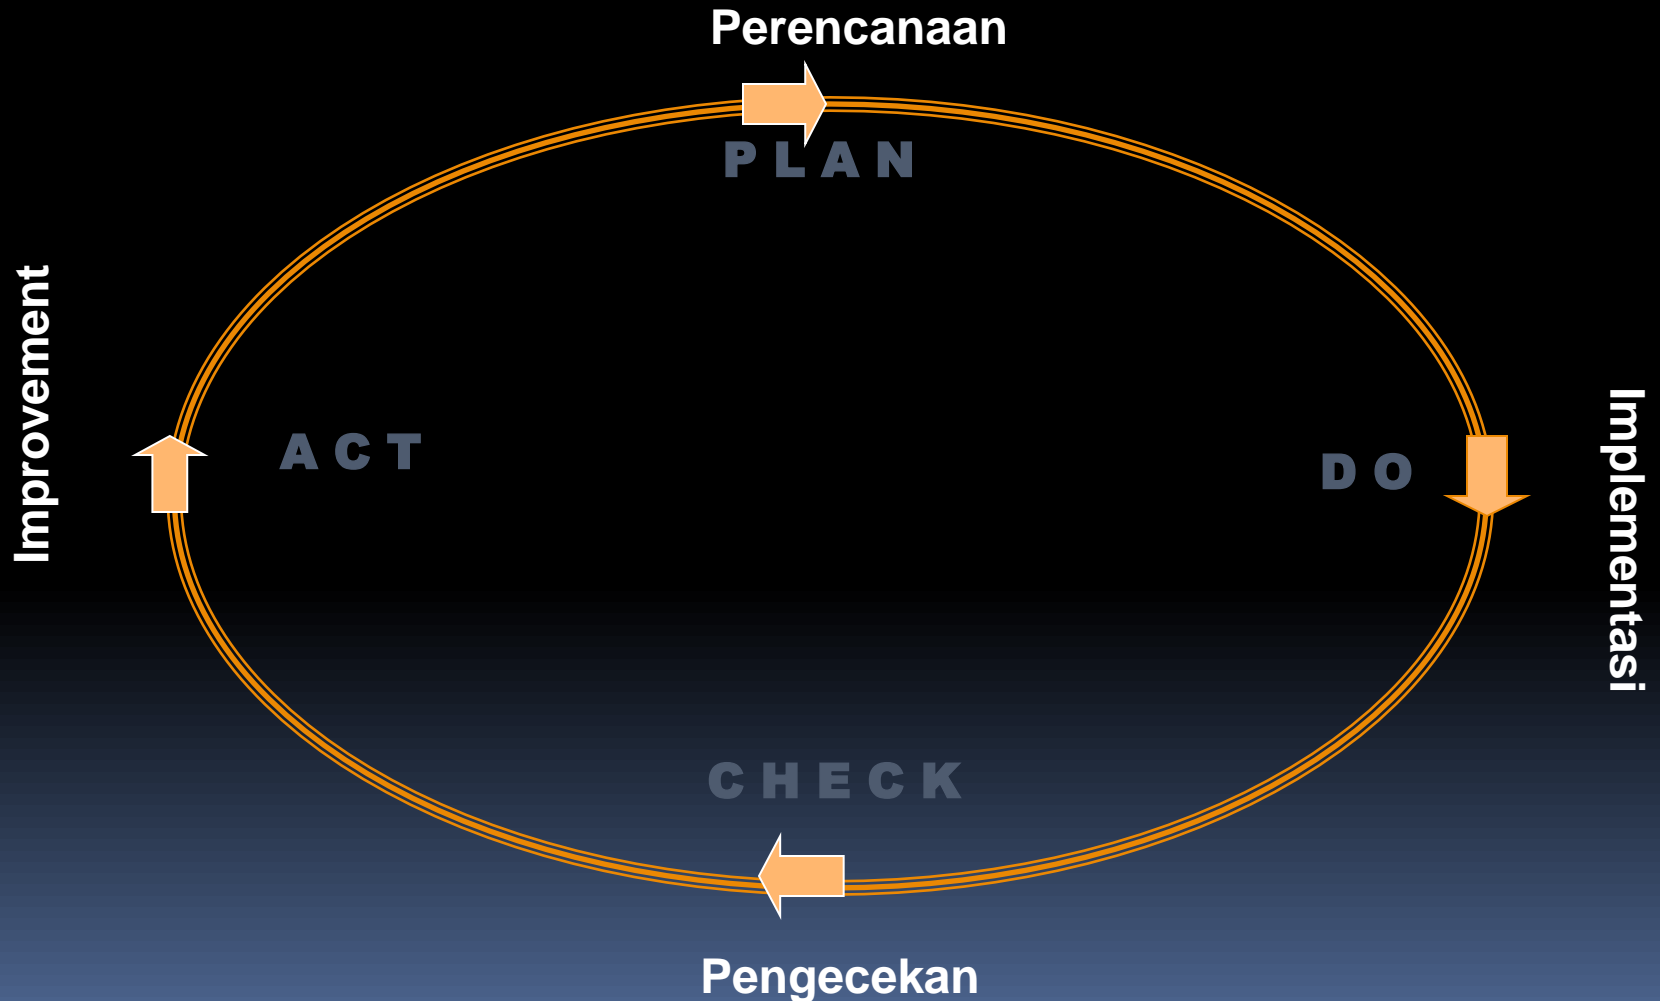 Perencanaan
PLAN
Improvement
ACT
DO
Implementasi
CHECK
Pengecekan